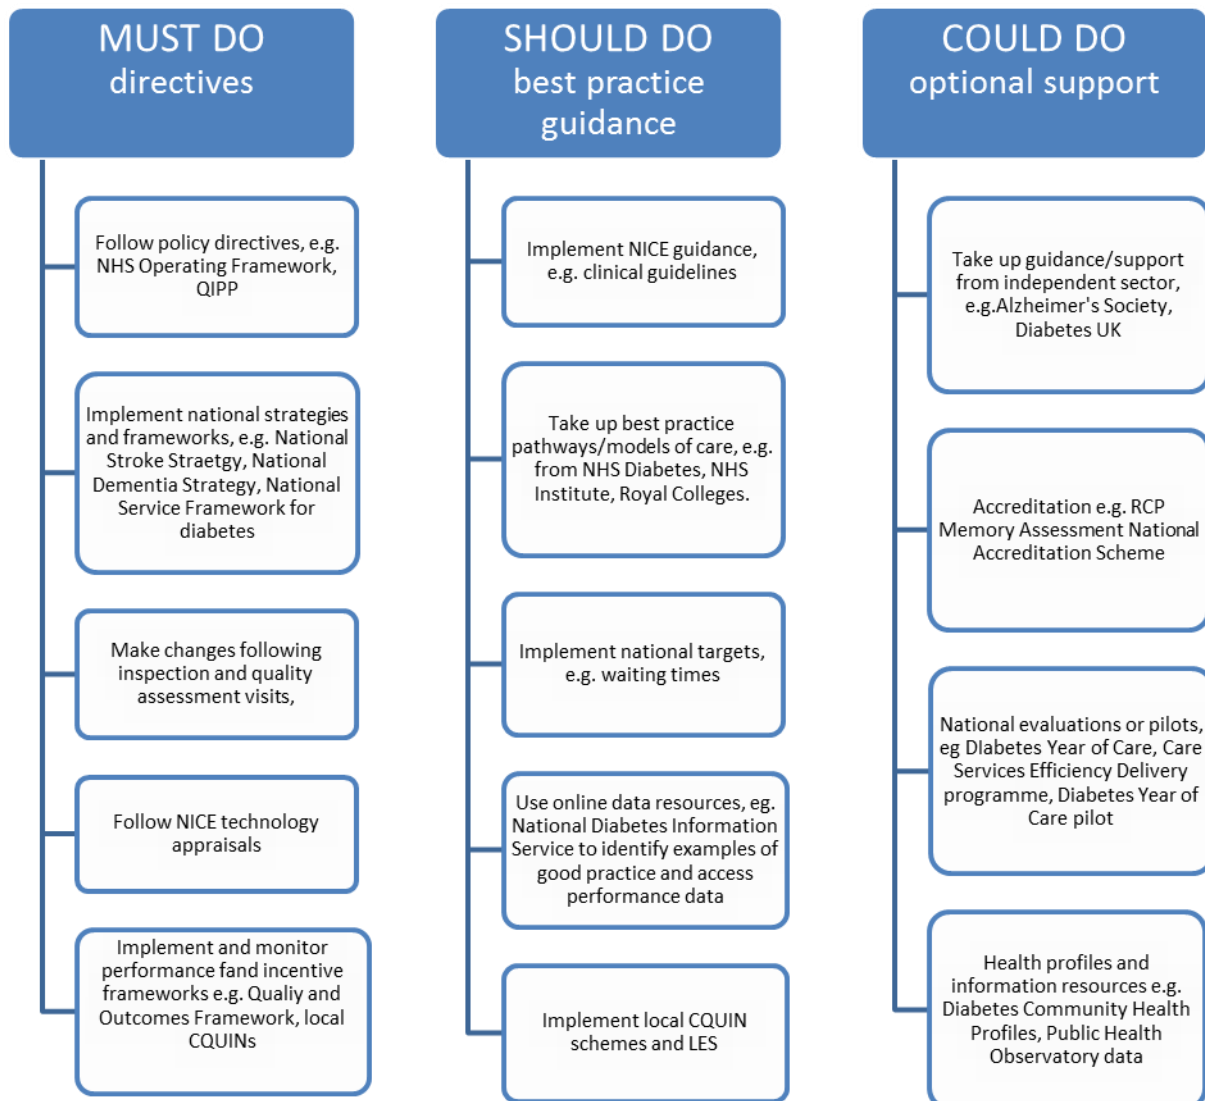 MUST DO
directives
Follow policy directives, e.g.
NHS Operating Framework,
QIPP
Implement national strategies
and frameworks, e.g. National
Stroke Straetgy, National
Dementia Strategy, National
Service Framework for
diabetes
Make changes following
inspection and quality
assessment visits,
Follow NICE technology
appraisals
Implement and monitor
performance fand incentive
frameworks e.g. Qualiy and
Outcomes Framework, local
CQUINs
SHOULD DO
best practice
guidance
Implement NICE guidance,
e.g. clinical guidelines
Take up best practice
pathways/models of care, e.g.
from NHS Diabetes, NHS
Institute, Royal Colleges.
Implement national targets,
e.g. waiting times
Use online data resources, eg.
National Diabetes Information
Service to identify examples of
good practice and access
performance data
Implement local CQUIN
schemes and LES
COULD DO
optional support
Take up guidance/support
from independent sector,
e.g.Alzheimer's Society,
Diabetes UK
Accreditation e.g. RCP
Memory Assessment National
Accreditation Scheme
National evaluations or pilots,
eg DIabetes Year of Care, Care
Services Efficiency Delivery
programme, Diabetes Year of
Care pilot
Health profiles and
information resources e.g.
Diabetes Community Health
Profiles, Public Health
Observatory data